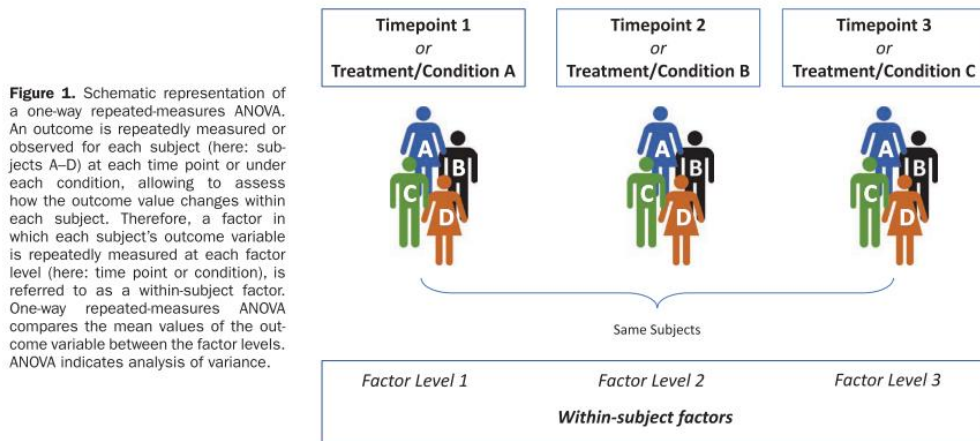 Figure 1. Schematic representation of
a one-way repeated-measures ANOVA.
An outcome is repeatedly measured or
observed for each subject (here: sub-
jects A–D) at each time point or under
each condition, allowing to assess
how the outcome value changes within
each subject. Therefore, a factor in
which each subject's outcome variable
is repeatedly measured at each factor
level (here: time point or condition), is
referred to as a within-subject factor.
One-way repeated-measures ANOVA
compares the mean values of the out-
come variable between the factor levels.
ANOVA indicates analysis of variance.
Timepoint 1
or
Treatment/Condition A
Timepoint 2
or
Treatment/Condition B
Timepoint 3
or
Treatment/Condition C
A
B
C
D
A
B
C
D
A
B
C
D
Same Subjects
Factor Level 1
Factor Level 2
Factor Level 3
Within-subject factors